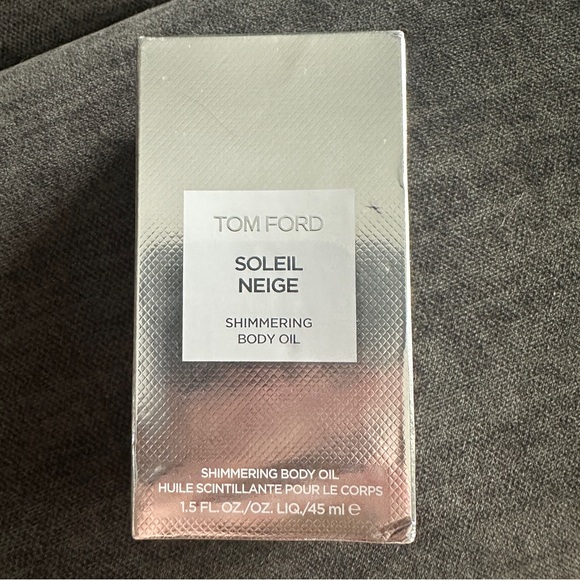 TOM FORD
SOLEIL
NEIGE
SHIMMERING
BODY OIL
SHIMMERING BODY OIL
HUILE SCINTILLANTE POUR LE CORPS
1.5 FL. OZ./OZ. LIQ./45 ml ℮